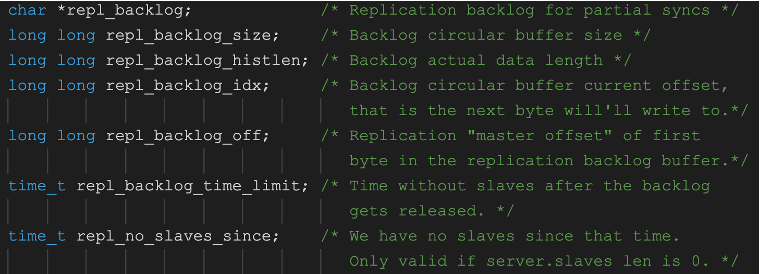 char *repl_backlog; /* Replication backlog for partial syncs */
long long repl_backlog_size; /* Backlog circular buffer size */
long long repl_backlog_histlen; /* Backlog actual data length */
long long repl_backlog_idx; /* Backlog circular buffer current offset,
that is the next byte will'll write to.*/
long long repl_backlog_off; /* Replication "master offset" of first
byte in the replication backlog buffer.*/
time_t repl_backlog_time_limit; /* Time without slaves after the backlog
gets released. */
time_t repl_no_slaves_since; /* We have no slaves since that time.
Only valid if server.slaves len is 0. */